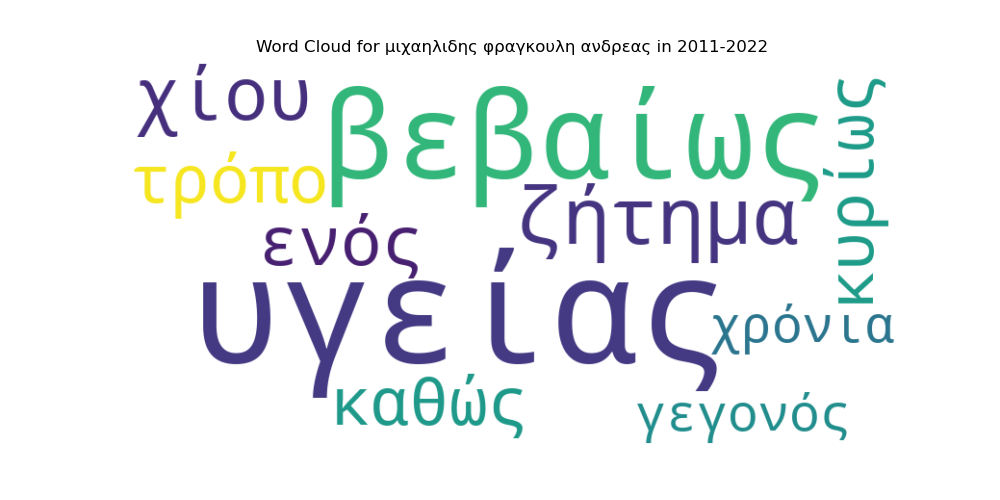 Word Cloud for μιχαηλιδης φραγκουλη ανδρεας in 2011-2022
χίου
βεβαίως
κυρίως
τρόπο
ζήτημα
ενός
υγείας
χρόνια
καθώς
γεγονός